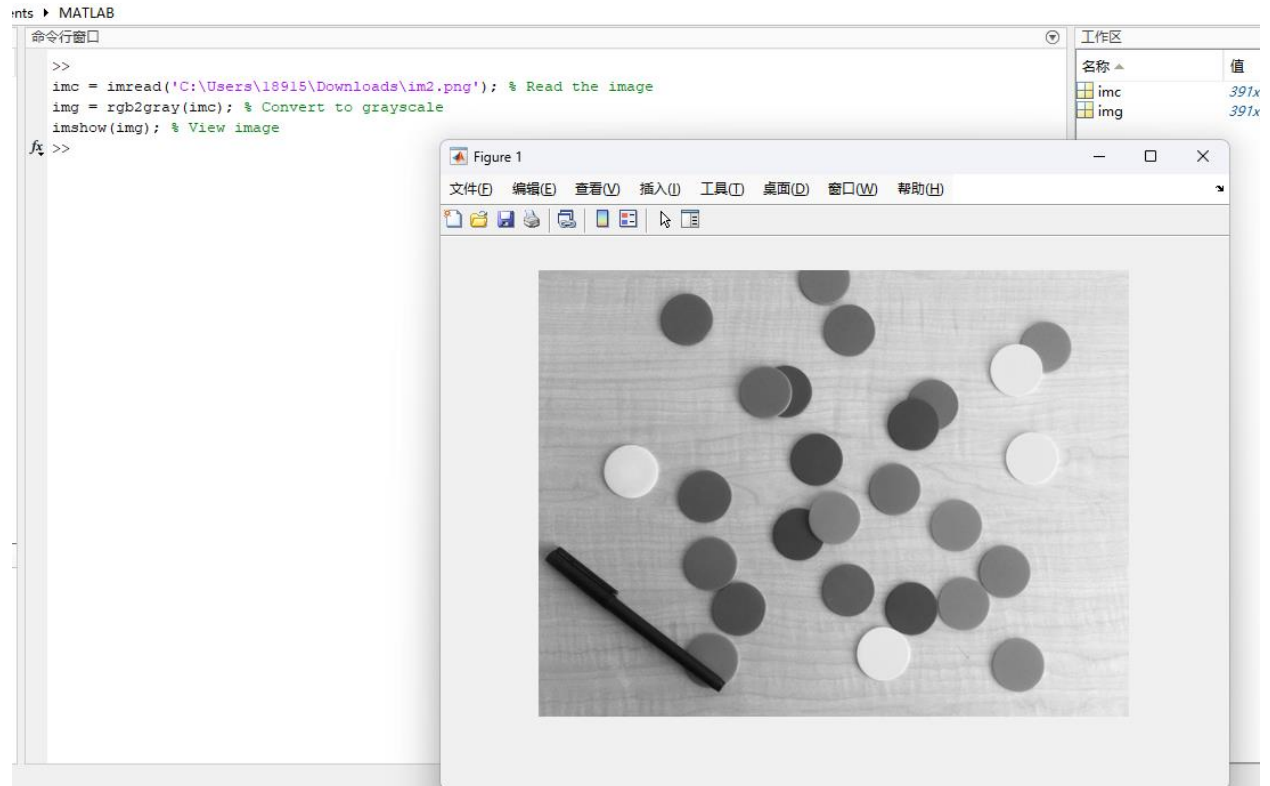 ents ▸ MATLAB
命令行窗口
>>
imc = imread('C:\Users\18915\Downloads\im2.png'); % Read the image
img = rgb2gray(imc); % Convert to grayscale
imshow(img); % View image
fx >>
工作区
名称 值
imc 391x
img 391x
Figure 1
文件(F) 编辑(E) 查看(V) 插入(I) 工具(T) 桌面(D) 窗口(W) 帮助(H)